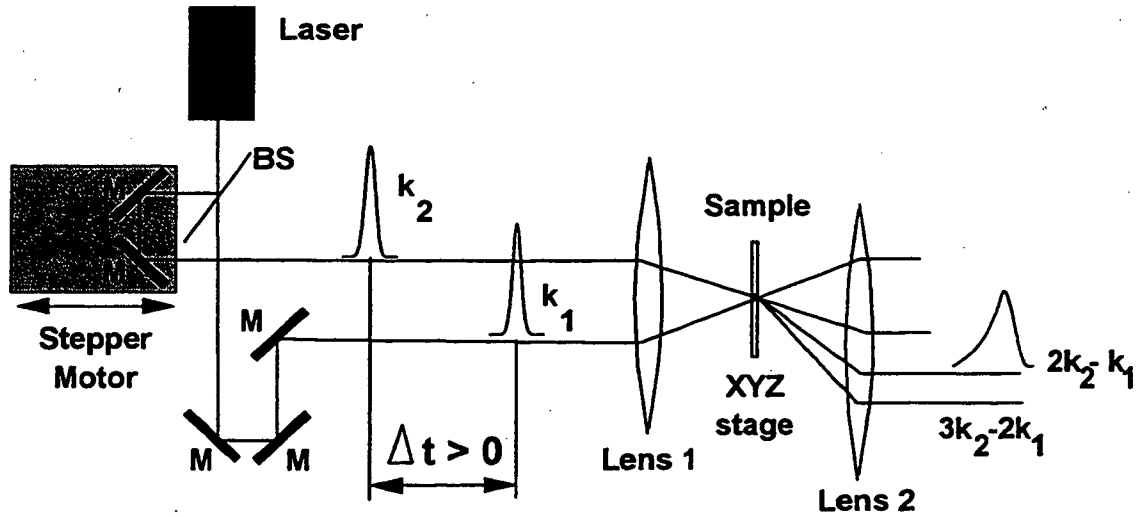 Laser
BS
M
M
k2
k1
Sample
M
Stepper
Motor
M
M
Δt > 0
Lens 1
XYZ
stage
2k2 - k1
3k2-2k1
Lens 2